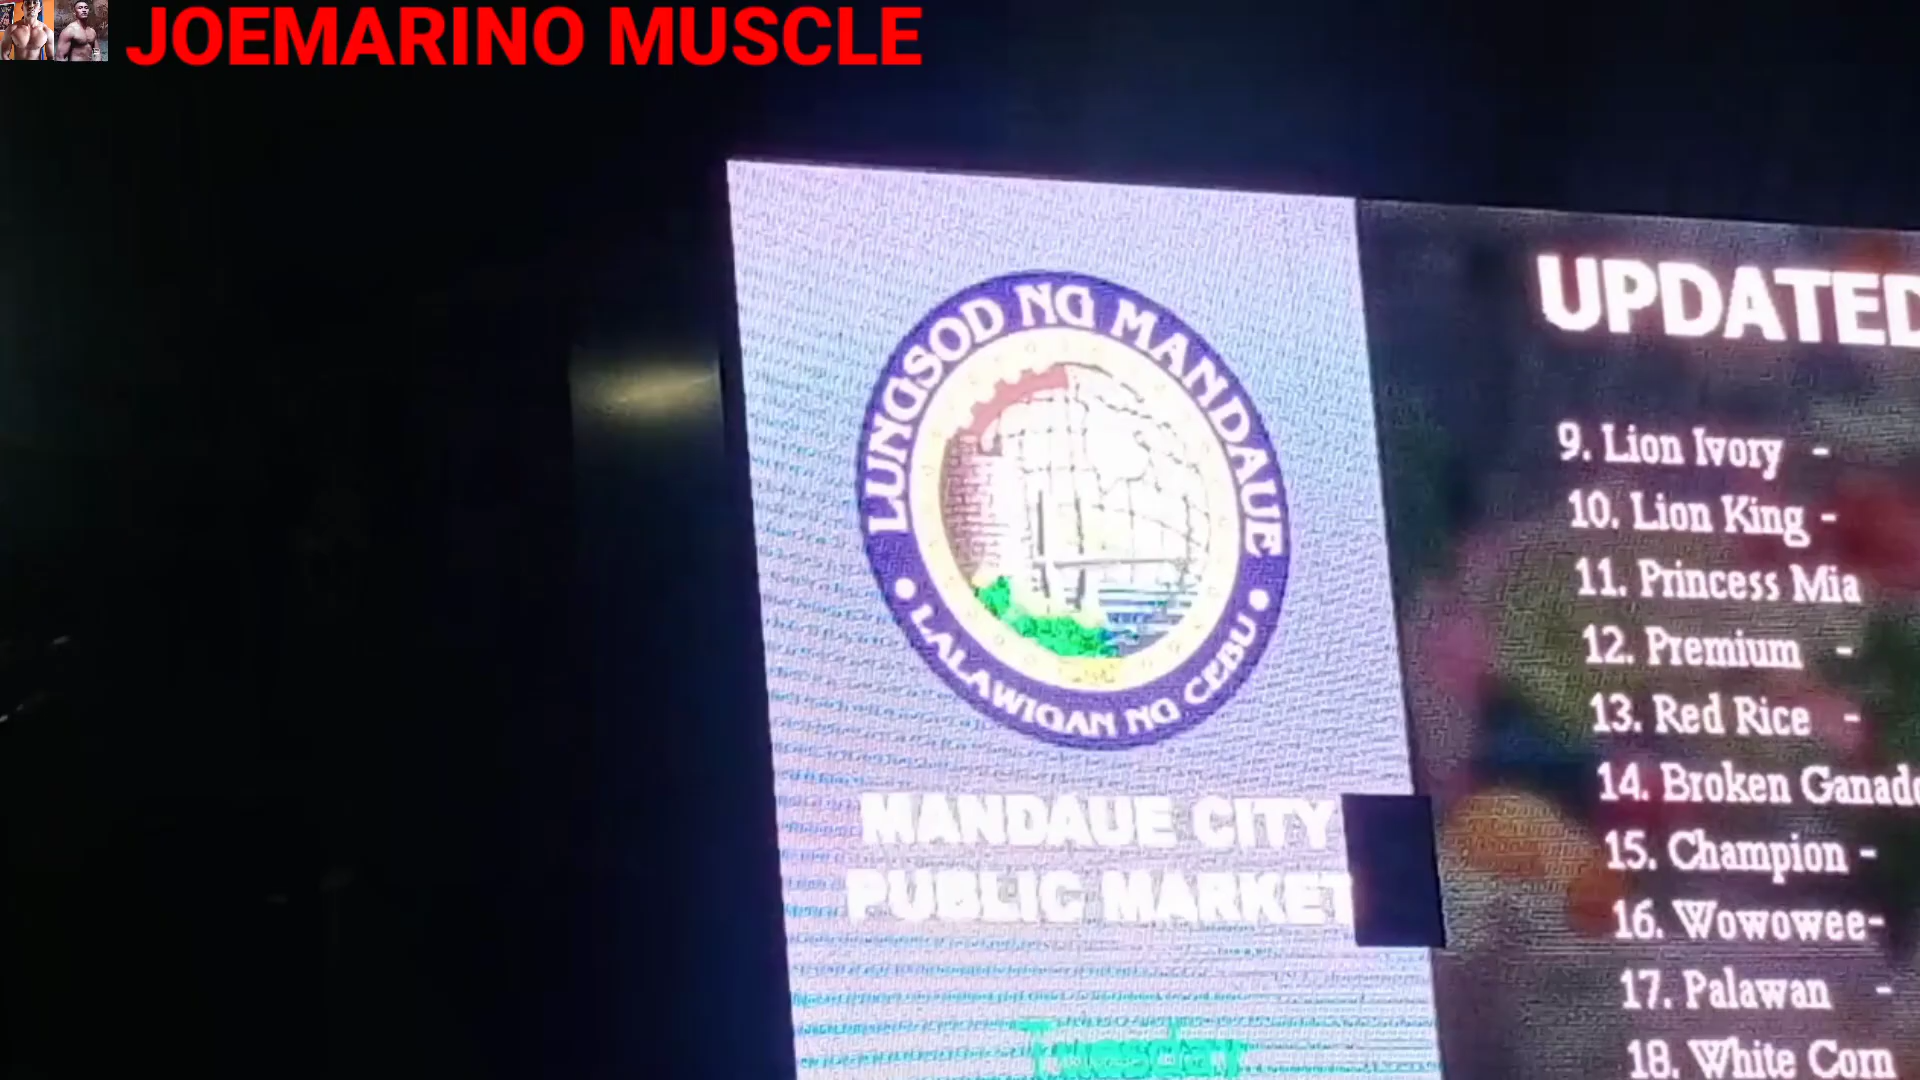 JOEMARINO MUSCLE
LUNGSOD NG MANDAUE
• LALAWIGAN NG CEBU •
MANDAUE CITY
PUBLIC MARKET
Tuesday
UPDATED
9. Lion Ivory -
10. Lion King -
11. Princess Mia
12. Premium -
13. Red Rice -
14. Broken Ganado
15. Champion -
16. Wowowee-
17. Palawan -
18. White Corn